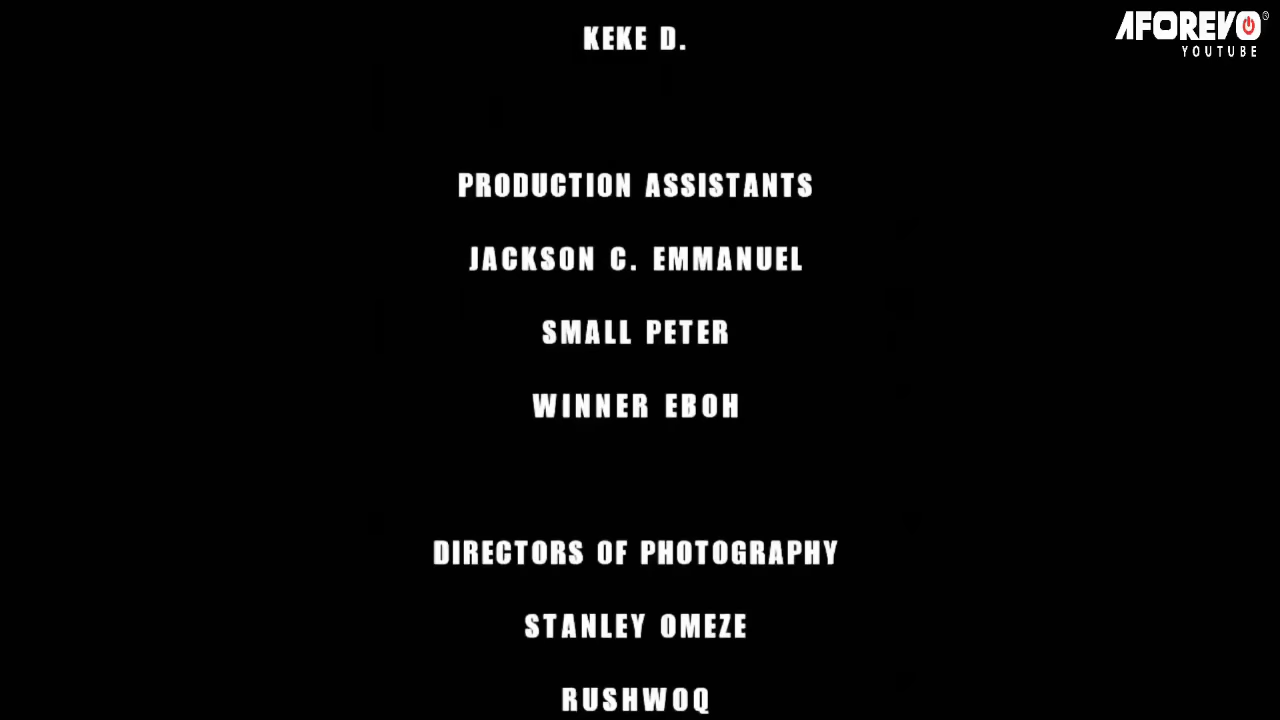 KEKE D.
AFOREVO®
YOUTUBE
PRODUCTION ASSISTANTS
JACKSON C. EMMANUEL
SMALL PETER
WINNER EBOH
DIRECTORS OF PHOTOGRAPHY
STANLEY OMEZE
RUSHWOQ